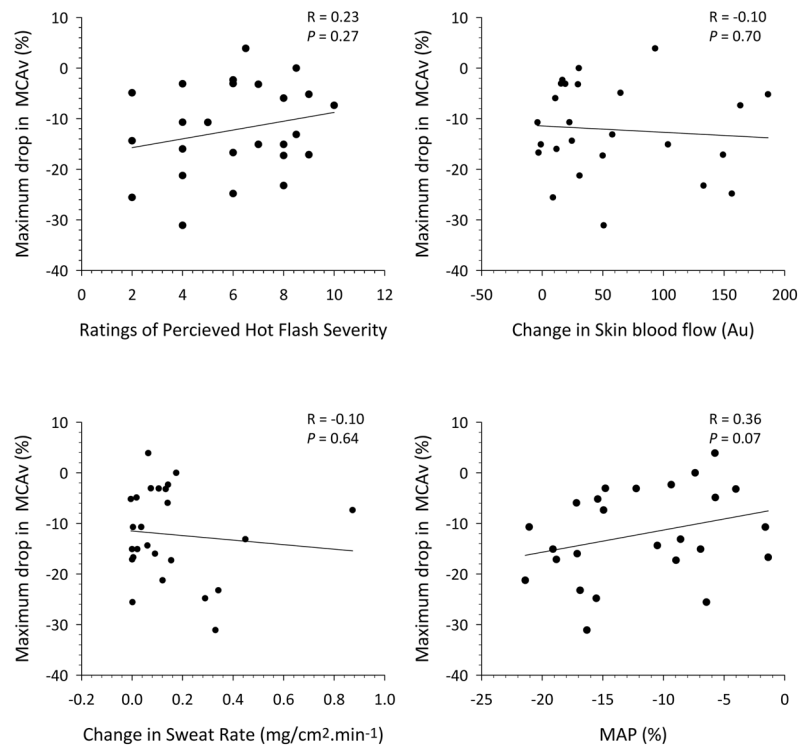 R = 0.23
P = 0.27
Maximum drop in MCAv (%)
10
0
-10
-20
-30
-40
0 2 4 6 8 10 12
Ratings of Percieved Hot Flash Severity
R = -0.10
P = 0.70
Maximum drop in MCAv (%)
10
0
-10
-20
-30
-40
-50 0 50 100 150 200
Change in Skin blood flow (Au)
R = -0.10
P = 0.64
Maximum drop in MCAv (%)
10
0
-10
-20
-30
-40
-0.2 0.0 0.2 0.4 0.6 0.8 1.0
Change in Sweat Rate (mg/cm2.min-1)
R = 0.36
P = 0.07
Maximum drop in MCAv (%)
10
0
-10
-20
-30
-40
-25 -20 -15 -10 -5 0
MAP (%)